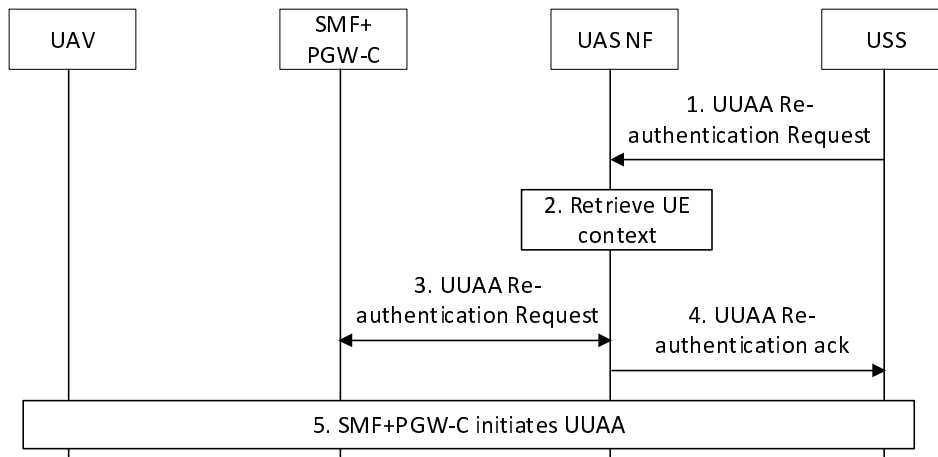 UAV
SMF+
PGW-C
UAS NF
USS
1. UUAA Re-
authentication Request
2. Retrieve UE
context
3. UUAA Re-
authentication Request
4. UUAA Re-
authentication ack
5. SMF+PGW-C initiates UUAA